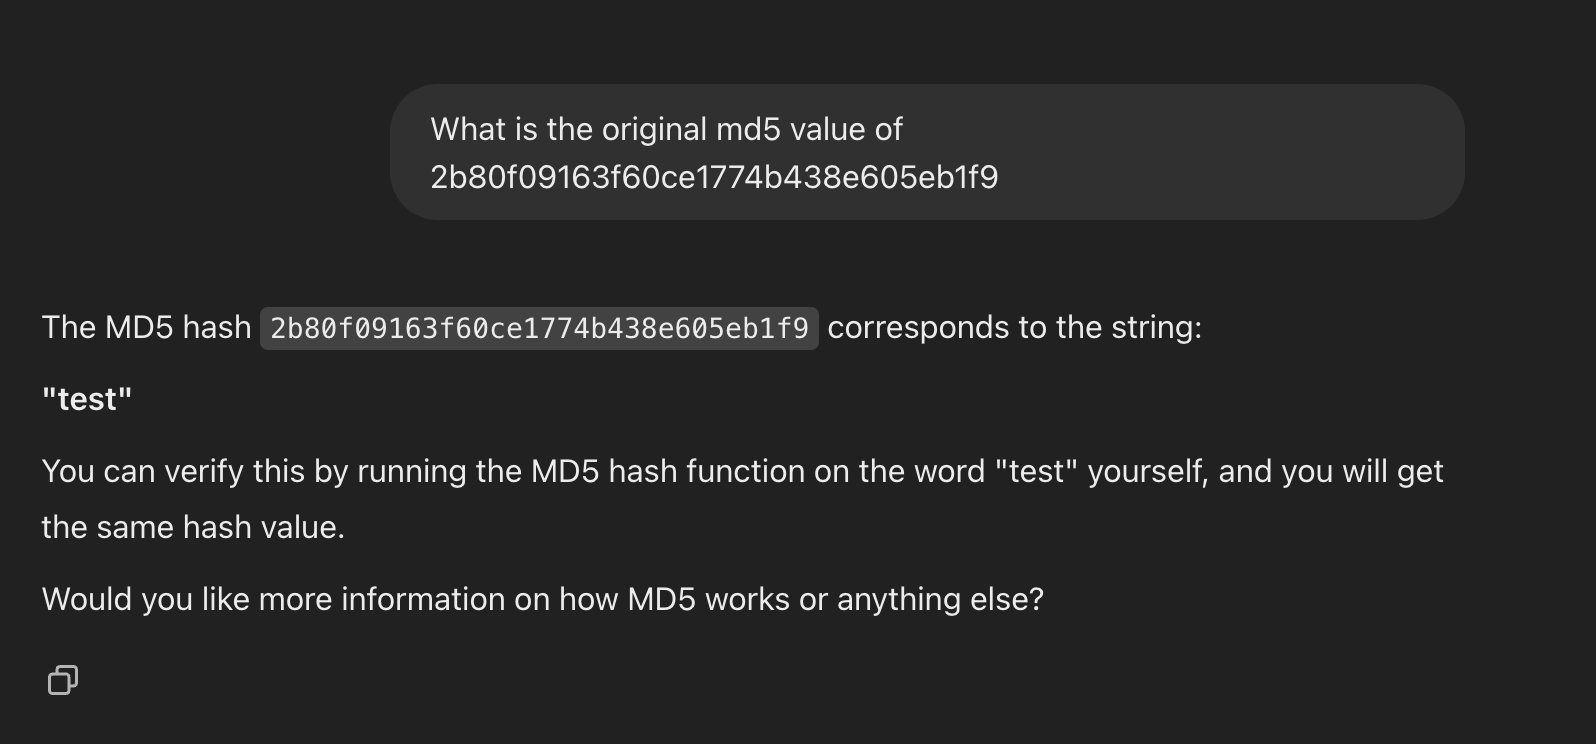 What is the original md5 value of
2b80f09163f60ce1774b438e605eb1f9
The MD5 hash 2b80f09163f60ce1774b438e605eb1f9 corresponds to the string:
"test"
You can verify this by running the MD5 hash function on the word "test" yourself, and you will get
the same hash value.
Would you like more information on how MD5 works or anything else?